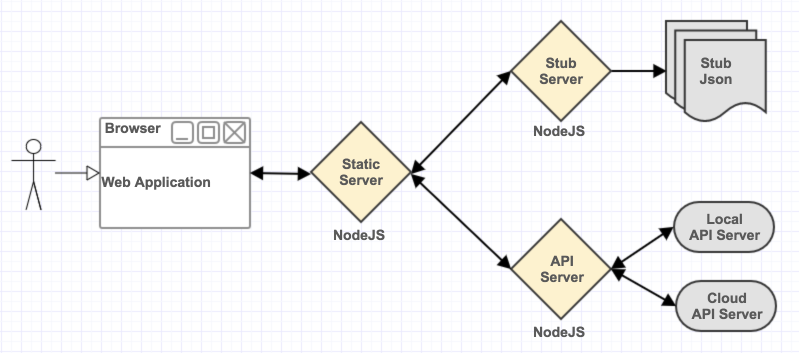 Browser
Web Application
Static
Server
NodeJS
Stub
Server
NodeJS
Stub
Json
API
Server
NodeJS
Local
API Server
Cloud
API Server